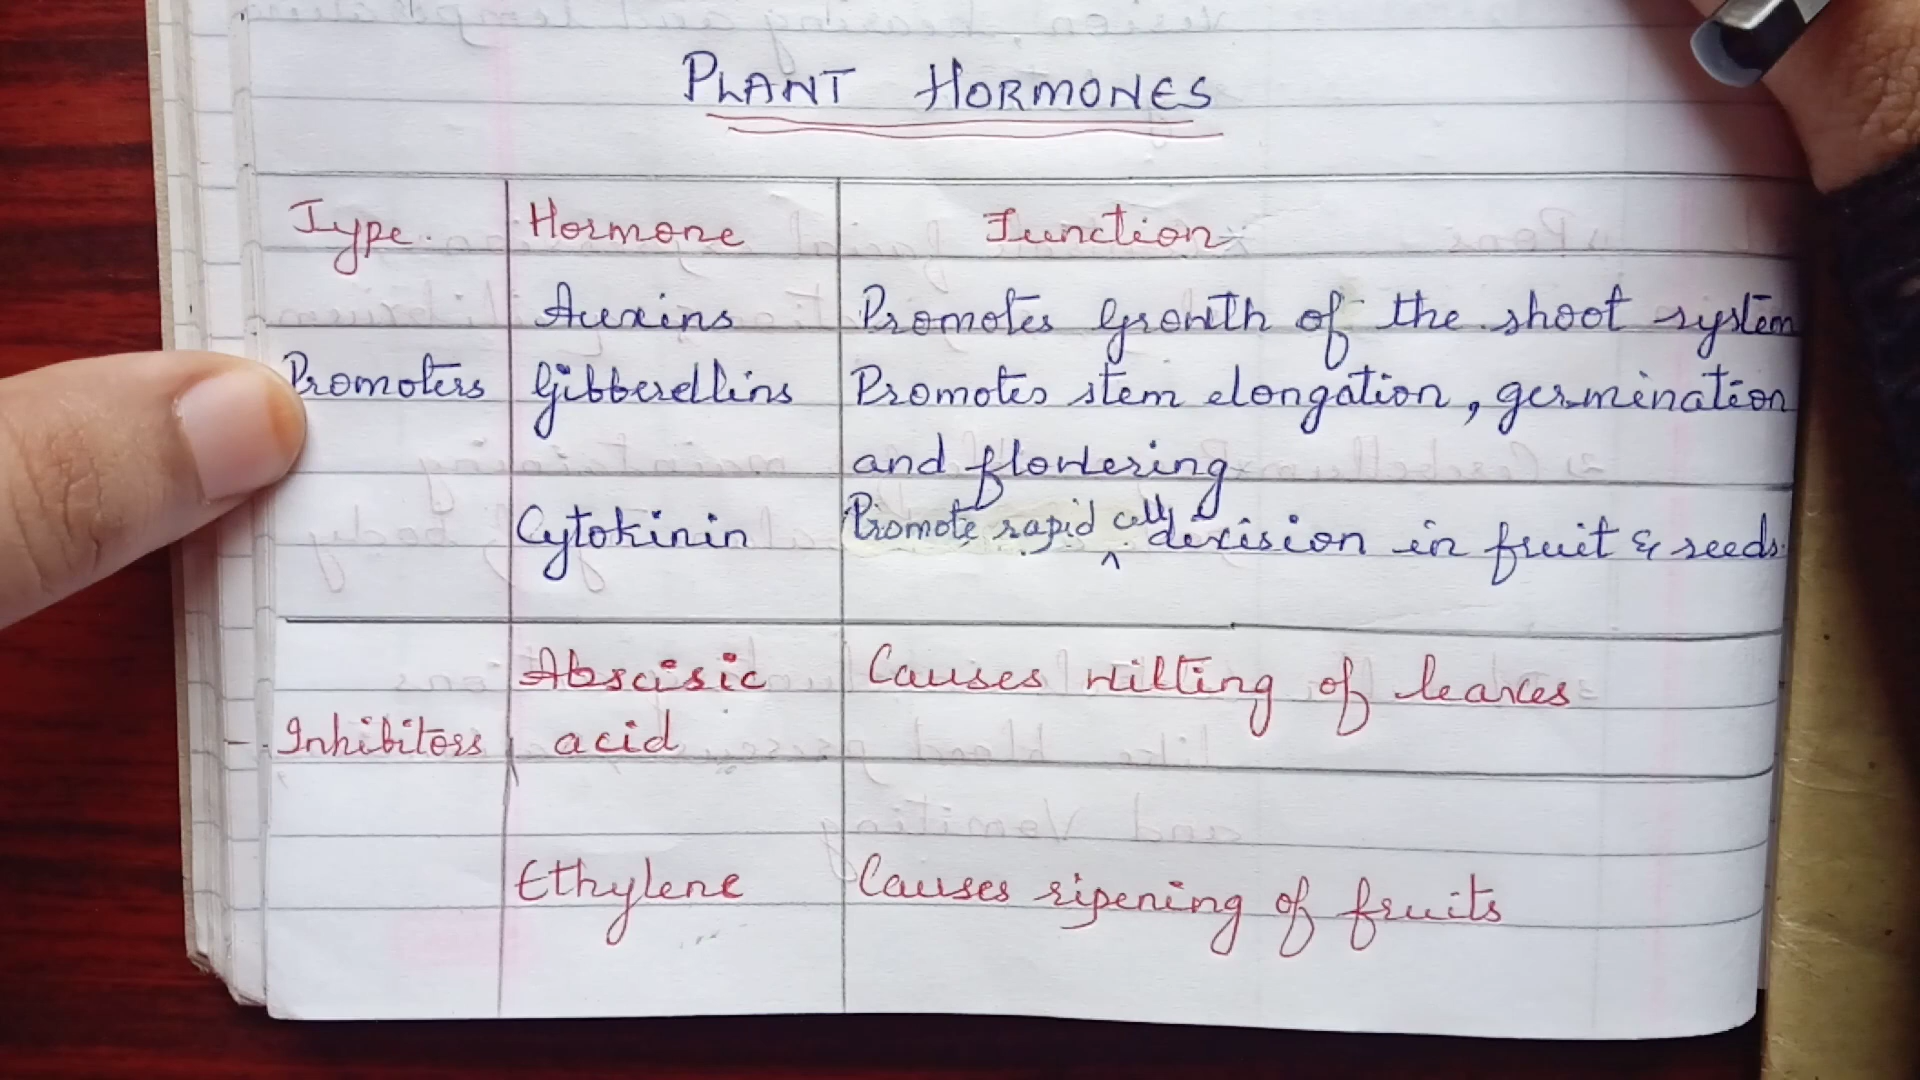 PLANT HORMONES
Type. Hormone Function:
Auxins Promotes growth of the shoot system
Promoters Gibberellins Promotes stem elongation, germination
and flowering
Cytokinin Promote rapid cell ^ division in fruit & seeds.
Abscisic Causes wilting of leaves
Inhibitors acid
Ethylene Causes ripening of fruits